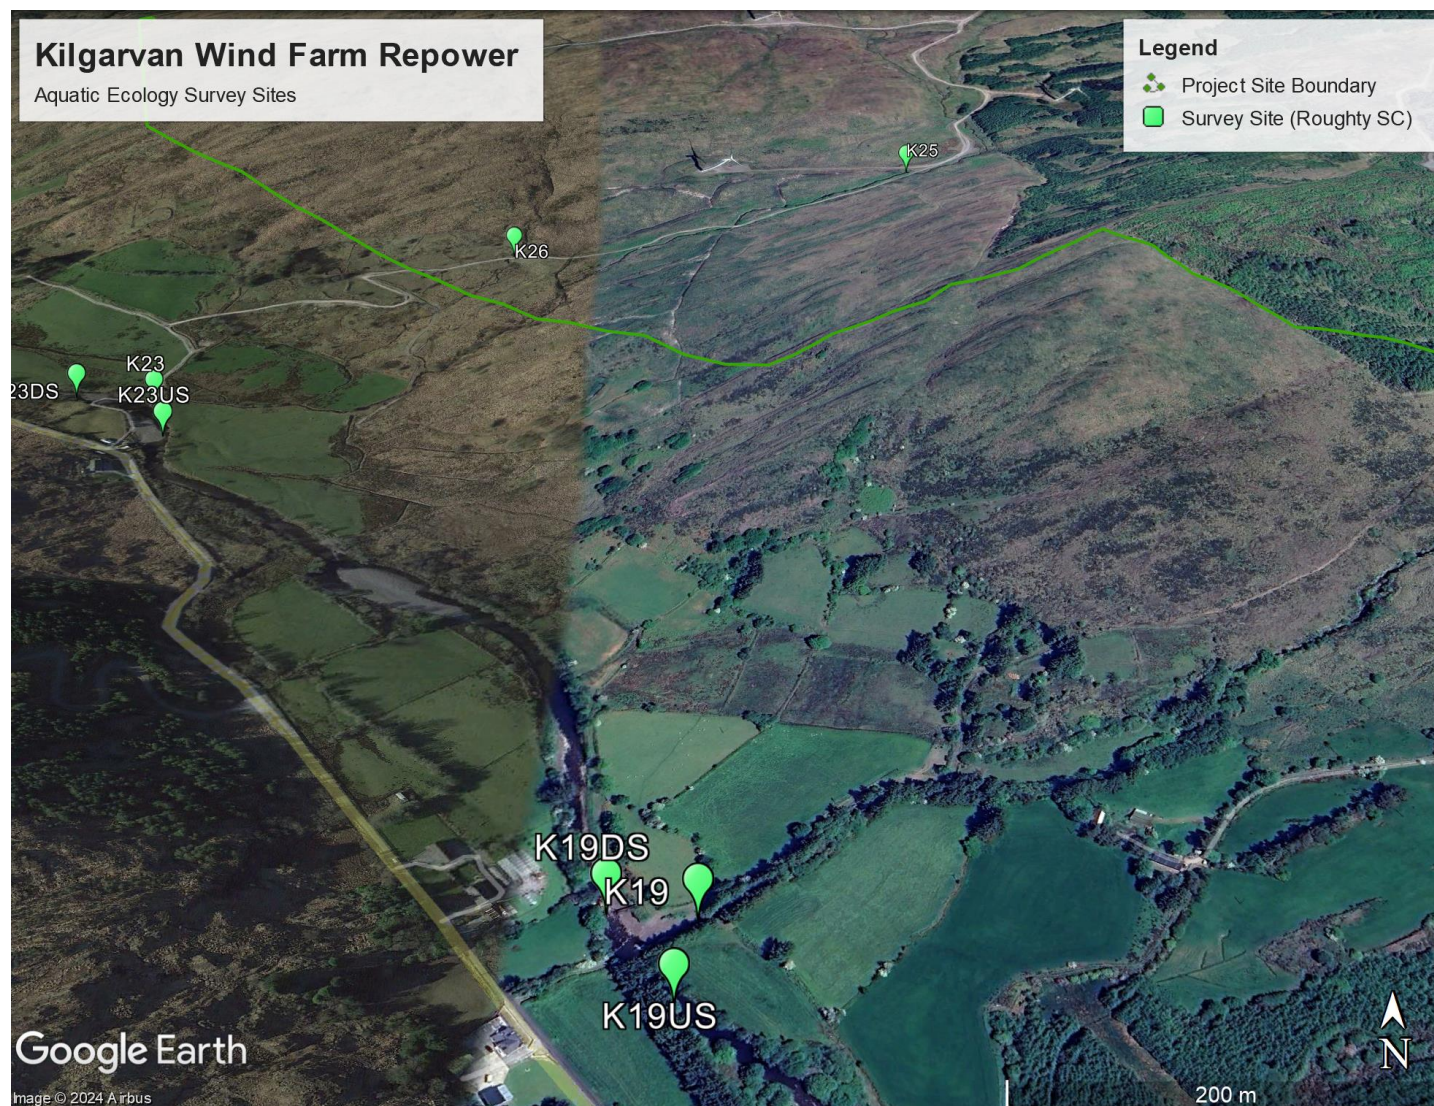 Kilgarvan Wind Farm Repower
Aquatic Ecology Survey Sites
Legend
Project Site Boundary
Survey Site (Roughty SC)
K25
K26
K23
23DS
K23US
K19DS
K19
K19US
Google Earth
N
Image © 2024 Airbus
200 m